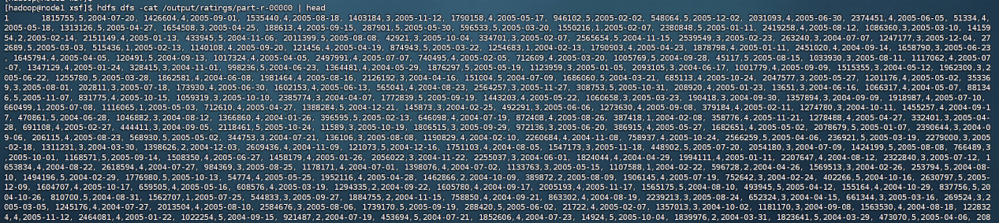 [hadoop@node1 xsf]$ hdfs dfs -cat /output/ratings/part-r-00000 | head
1 1815755,5,2004-07-20, 1426604,4,2005-09-01, 1535440,4,2005-08-18, 1403184,3,2005-11-12, 1790158,4,2005-05-17, 946102,5,2005-02-02, 548064,5,2005-12-02, 2031093,4,2005-06-30, 2374451,4,2005-06-05, 51334,4,
2005-05-18, 1313126,5,2005-04-27, 1654508,3,2005-04-25, 188613,4,2005-09-15, 287901,5,2005-05-30, 596533,5,2005-03-20, 1550216,1,2005-02-07, 2380848,5,2005-01-11, 2419258,4,2005-08-12, 1086360,3,2005-03-10, 14159
54,2,2005-02-14, 2151149,4,2005-01-13, 433945,5,2004-11-06, 2011399,5,2005-08-08, 42921,3,2005-10-04, 334701,3,2005-02-07, 2565654,4,2004-11-15, 2539549,3,2005-02-23, 263240,3,2004-07-07, 1247177,3,2005-12-04, 27
2689,5,2005-03-03, 515436,1,2005-02-13, 1140108,4,2005-09-20, 121456,4,2005-04-19, 874943,5,2005-03-22, 1254683,1,2004-02-13, 1790903,4,2005-04-23, 1878798,4,2005-01-11, 2451020,4,2004-09-14, 1658790,3,2005-06-23
, 1645794,4,2005-04-05, 120491,5,2004-09-13, 1017324,4,2005-04-05, 2497991,4,2005-07-07, 740495,4,2005-02-05, 712609,4,2005-03-20, 1005769,5,2004-09-28, 45117,5,2005-08-15, 1033930,5,2005-08-11, 1117062,4,2005-07
-07, 1347129,4,2005-01-24, 328415,3,2004-11-01, 998236,5,2004-06-23, 1364481,4,2004-05-29, 1876297,5,2005-05-19, 1123959,5,2005-01-05, 2093105,3,2004-06-17, 1001779,4,2005-09-09, 1515355,3,2004-05-12, 1962300,3,2
005-06-22, 1255780,5,2005-03-28, 1862581,4,2004-06-08, 1981464,4,2005-08-16, 2126192,3,2004-04-16, 151004,5,2004-07-09, 1686060,5,2004-03-21, 685113,4,2005-10-24, 2047577,3,2005-05-27, 1201176,4,2005-05-02, 35336
9,3,2005-08-01, 202811,3,2005-07-18, 173930,4,2005-06-30, 1602153,4,2005-06-13, 565041,4,2004-08-23, 2564257,3,2005-11-27, 308753,5,2005-10-31, 208920,4,2005-01-23, 13651,3,2004-06-16, 1066317,4,2004-05-07, 88134
6,5,2005-11-07, 831775,4,2005-10-15, 1059319,3,2005-10-10, 2385774,3,2004-04-07, 1772839,5,2005-09-19, 1443203,4,2005-05-22, 1060658,3,2005-03-23, 190418,3,2004-09-30, 1357894,3,2004-09-09, 1918987,4,2005-07-10,
660499,1,2005-07-08, 1116065,1,2005-05-03, 712610,4,2005-04-27, 138284,5,2004-12-21, 145873,3,2004-02-25, 492291,3,2005-06-06, 1273630,4,2005-09-08, 379184,4,2005-02-11, 1274780,3,2005-10-11, 1455257,4,2004-09-1
7, 470861,5,2004-06-28, 1046882,3,2004-08-12, 1366860,4,2004-01-26, 396595,5,2005-02-13, 646098,4,2004-07-19, 872408,4,2005-08-26, 387418,1,2004-02-08, 358776,4,2005-11-21, 1278488,4,2005-04-27, 332401,3,2005-04-
28, 691108,4,2005-02-27, 444411,3,2004-09-05, 2118461,5,2005-10-24, 11589,3,2005-10-19, 1806515,3,2005-09-29, 972136,3,2005-06-20, 386915,4,2005-05-27, 1682651,4,2005-05-02, 2078679,5,2005-01-07, 2390644,3,2004-0
9-06, 206115,4,2005-08-23, 568930,5,2005-05-02, 344753,3,2004-07-21, 136106,3,2005-08-08, 1190829,4,2004-02-10, 2260684,4,2004-11-08, 758937,4,2005-10-24, 2566259,5,2005-04-06, 236921,5,2005-03-19, 2279000,3,2005
-02-18, 1311231,3,2004-03-30, 1398626,2,2004-12-03, 2609436,4,2004-11-09, 121073,5,2004-12-16, 1751103,4,2004-08-05, 1547173,3,2005-11-18, 448902,5,2005-07-20, 2054180,3,2004-07-09, 1424199,5,2005-08-08, 766489,3
,2005-10-01, 1168571,5,2005-09-14, 1508350,4,2005-06-27, 1458179,4,2005-01-26, 2056022,3,2004-11-22, 2255037,3,2004-06-01, 1824044,4,2004-04-29, 1994111,4,2005-01-11, 2207647,4,2004-08-12, 2322840,3,2005-07-12, 1
653834,4,2004-08-22, 2618594,4,2004-07-27, 984369,3,2005-08-25, 1178171,4,2004-07-01, 1398076,4,2004-07-02, 1133763,3,2005-05-15, 1107588,1,2004-02-22, 596728,2,2004-04-26, 1569513,3,2004-02-26, 253794,5,2004-08-
10, 1494196,5,2004-02-29, 1776980,5,2005-10-13, 54774,4,2005-05-25, 1952116,4,2005-04-28, 1462866,2,2004-10-09, 389872,2,2005-08-09, 1906145,4,2005-07-19, 752642,3,2004-02-24, 402266,5,2004-10-16, 2630797,5,2005-
12-09, 1604707,4,2005-10-17, 659505,4,2005-05-16, 608576,4,2005-03-19, 1294335,2,2004-09-22, 1605780,4,2004-09-17, 2005193,4,2005-11-17, 1565175,5,2004-08-10, 493945,5,2005-04-12, 155164,4,2004-10-29, 837756,5,20
04-10-26, 810700,5,2004-08-31, 1562707,1,2005-07-25, 544833,3,2005-09-27, 1884755,2,2004-11-15, 758850,4,2004-09-21, 863302,4,2004-08-19, 2239213,3,2005-08-24, 652324,3,2004-04-15, 661344,3,2005-03-16, 269524,3,2
005-03-05, 1245176,4,2004-07-27, 2013504,4,2005-08-10, 2584676,3,2005-08-06, 1739170,5,2005-09-19, 288420,5,2005-06-02, 21722,4,2005-02-07, 1357013,3,2004-10-02, 1181170,3,2004-09-08, 1563530,4,2004-08-18, 122832
4,4,2005-11-12, 2464081,4,2005-01-22, 1022254,5,2004-09-15, 921487,2,2004-07-19, 453694,5,2004-07-21, 1852606,4,2004-07-23, 14924,5,2005-10-04, 1839976,2,2004-03-31, 1823641,5,2004-03-29, 473070,5,2005-04-06, 208